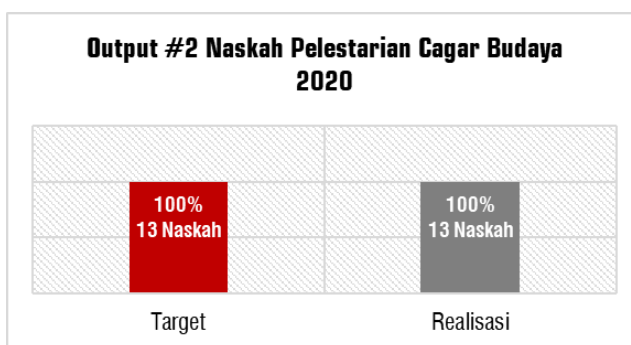 Output #2 Naskah Pelestarian Cagar Budaya
2020
100%
13 Naskah
100%
13 Naskah
Target
Realisasi